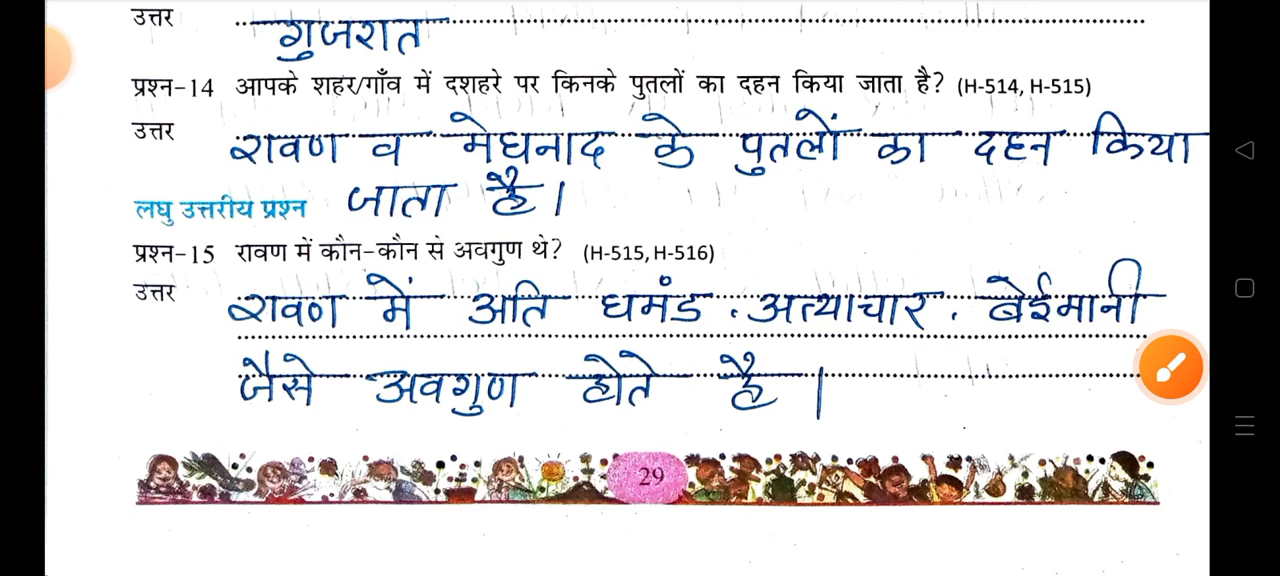 उत्तर गुजरात
प्रश्न-14 आपके शहर/गाँव में दशहरे पर किनके पुतलों का दहन किया जाता है? (H-514, H-515)
उत्तर रावण व मेघनाद के पुतलों का दहन किया
जाता है।
लघु उत्तरीय प्रश्न
प्रश्न-15 रावण में कौन-कौन से अवगुण थे? (H-515, H-516)
उत्तर रावण में अति घमंड . अत्याचार . बेईमानी
जैसे अवगुण होते है |
29